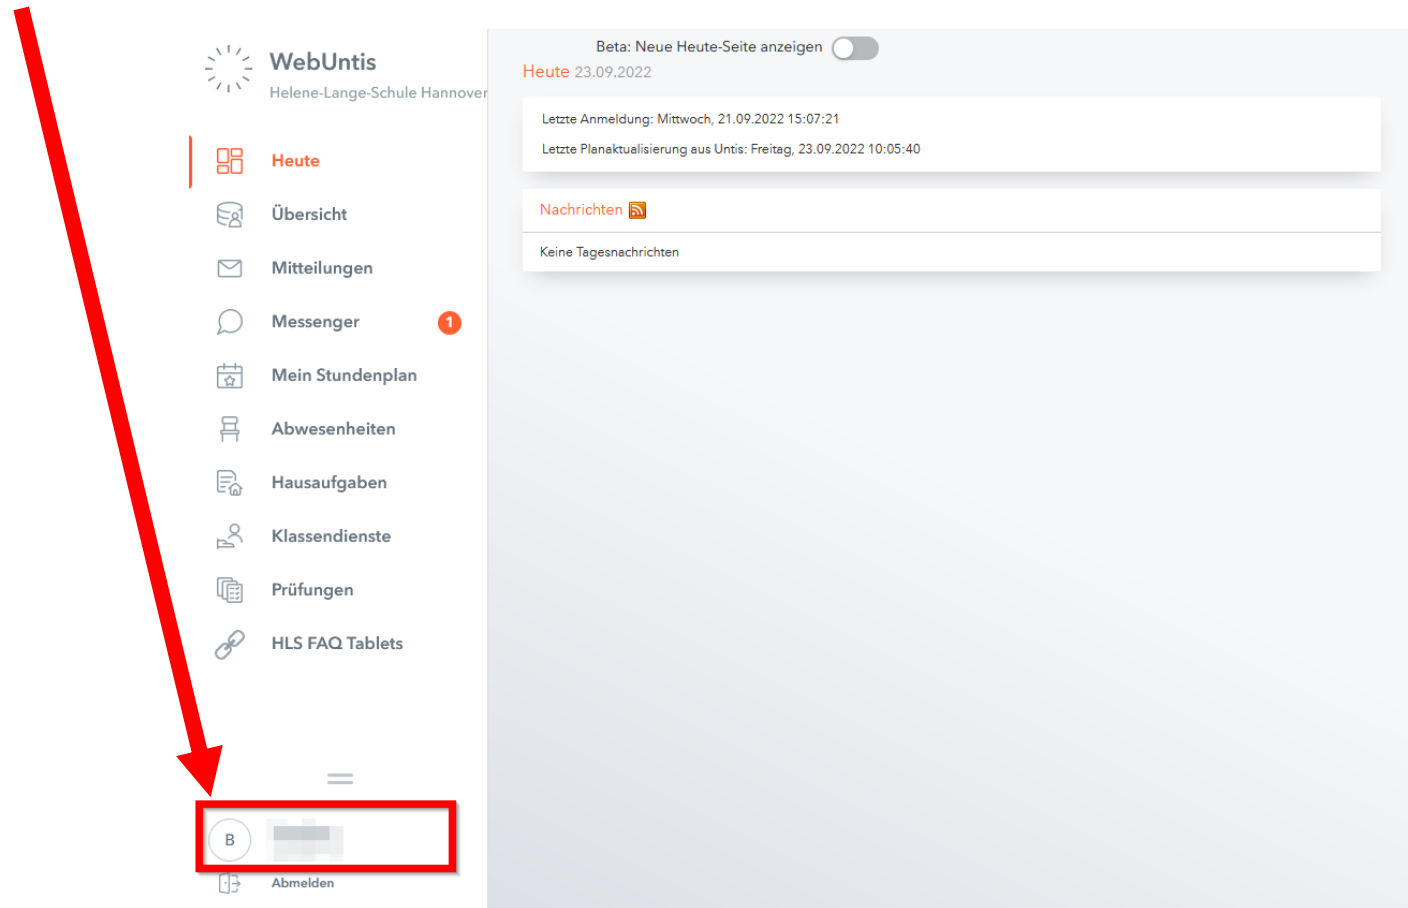 WebUntis
Helene-Lange-Schule Hannover
Heute
Übersicht
Mitteilungen
Messenger
1
Mein Stundenplan
Abwesenheiten
Hausaufgaben
Klassendienste
Prüfungen
HLS FAQ Tablets
B
Abmelden
Beta: Neue Heute-Seite anzeigen
Heute 23.09.2022
Letzte Anmeldung: Mittwoch, 21.09.2022 15:07:21
Letzte Planaktualisierung aus Untis: Freitag, 23.09.2022 10:05:40
Nachrichten
Keine Tagesnachrichten